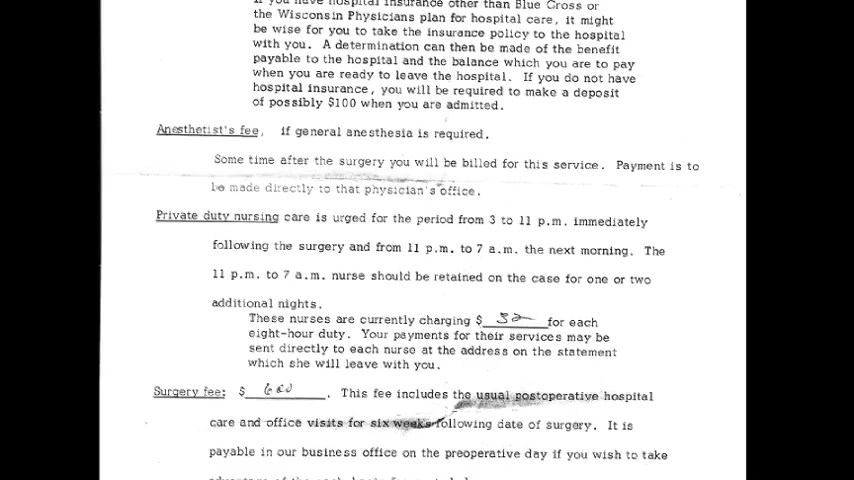 If you have hospital insurance other than Blue Cross or
the Wisconsin Physicians plan for hospital care, it might
be wise for you to take the insurance policy to the hospital
with you. A determination can then be made of the benefit
payable to the hospital and the balance which you are to pay
when you are ready to leave the hospital. If you do not have
hospital insurance, you will be required to make a deposit
of possibly $100 when you are admitted.
Anesthetist's fee, if general anesthesia is required.
Some time after the surgery you will be billed for this service. Payment is to
be made directly to that physician's office.
Private duty nursing care is urged for the period from 3 to 11 p.m. immediately
following the surgery and from 11 p.m. to 7 a.m. the next morning. The
11 p.m. to 7 a.m. nurse should be retained on the case for one or two
additional nights.
These nurses are currently charging $ 32 for each
eight-hour duty. Your payments for their services may be
sent directly to each nurse at the address on the statement
which she will leave with you.
Surgery fee: $ 600. This fee includes the usual postoperative hospital
care and office visits for six weeks following date of surgery. It is
payable in our business office on the preoperative day if you wish to take